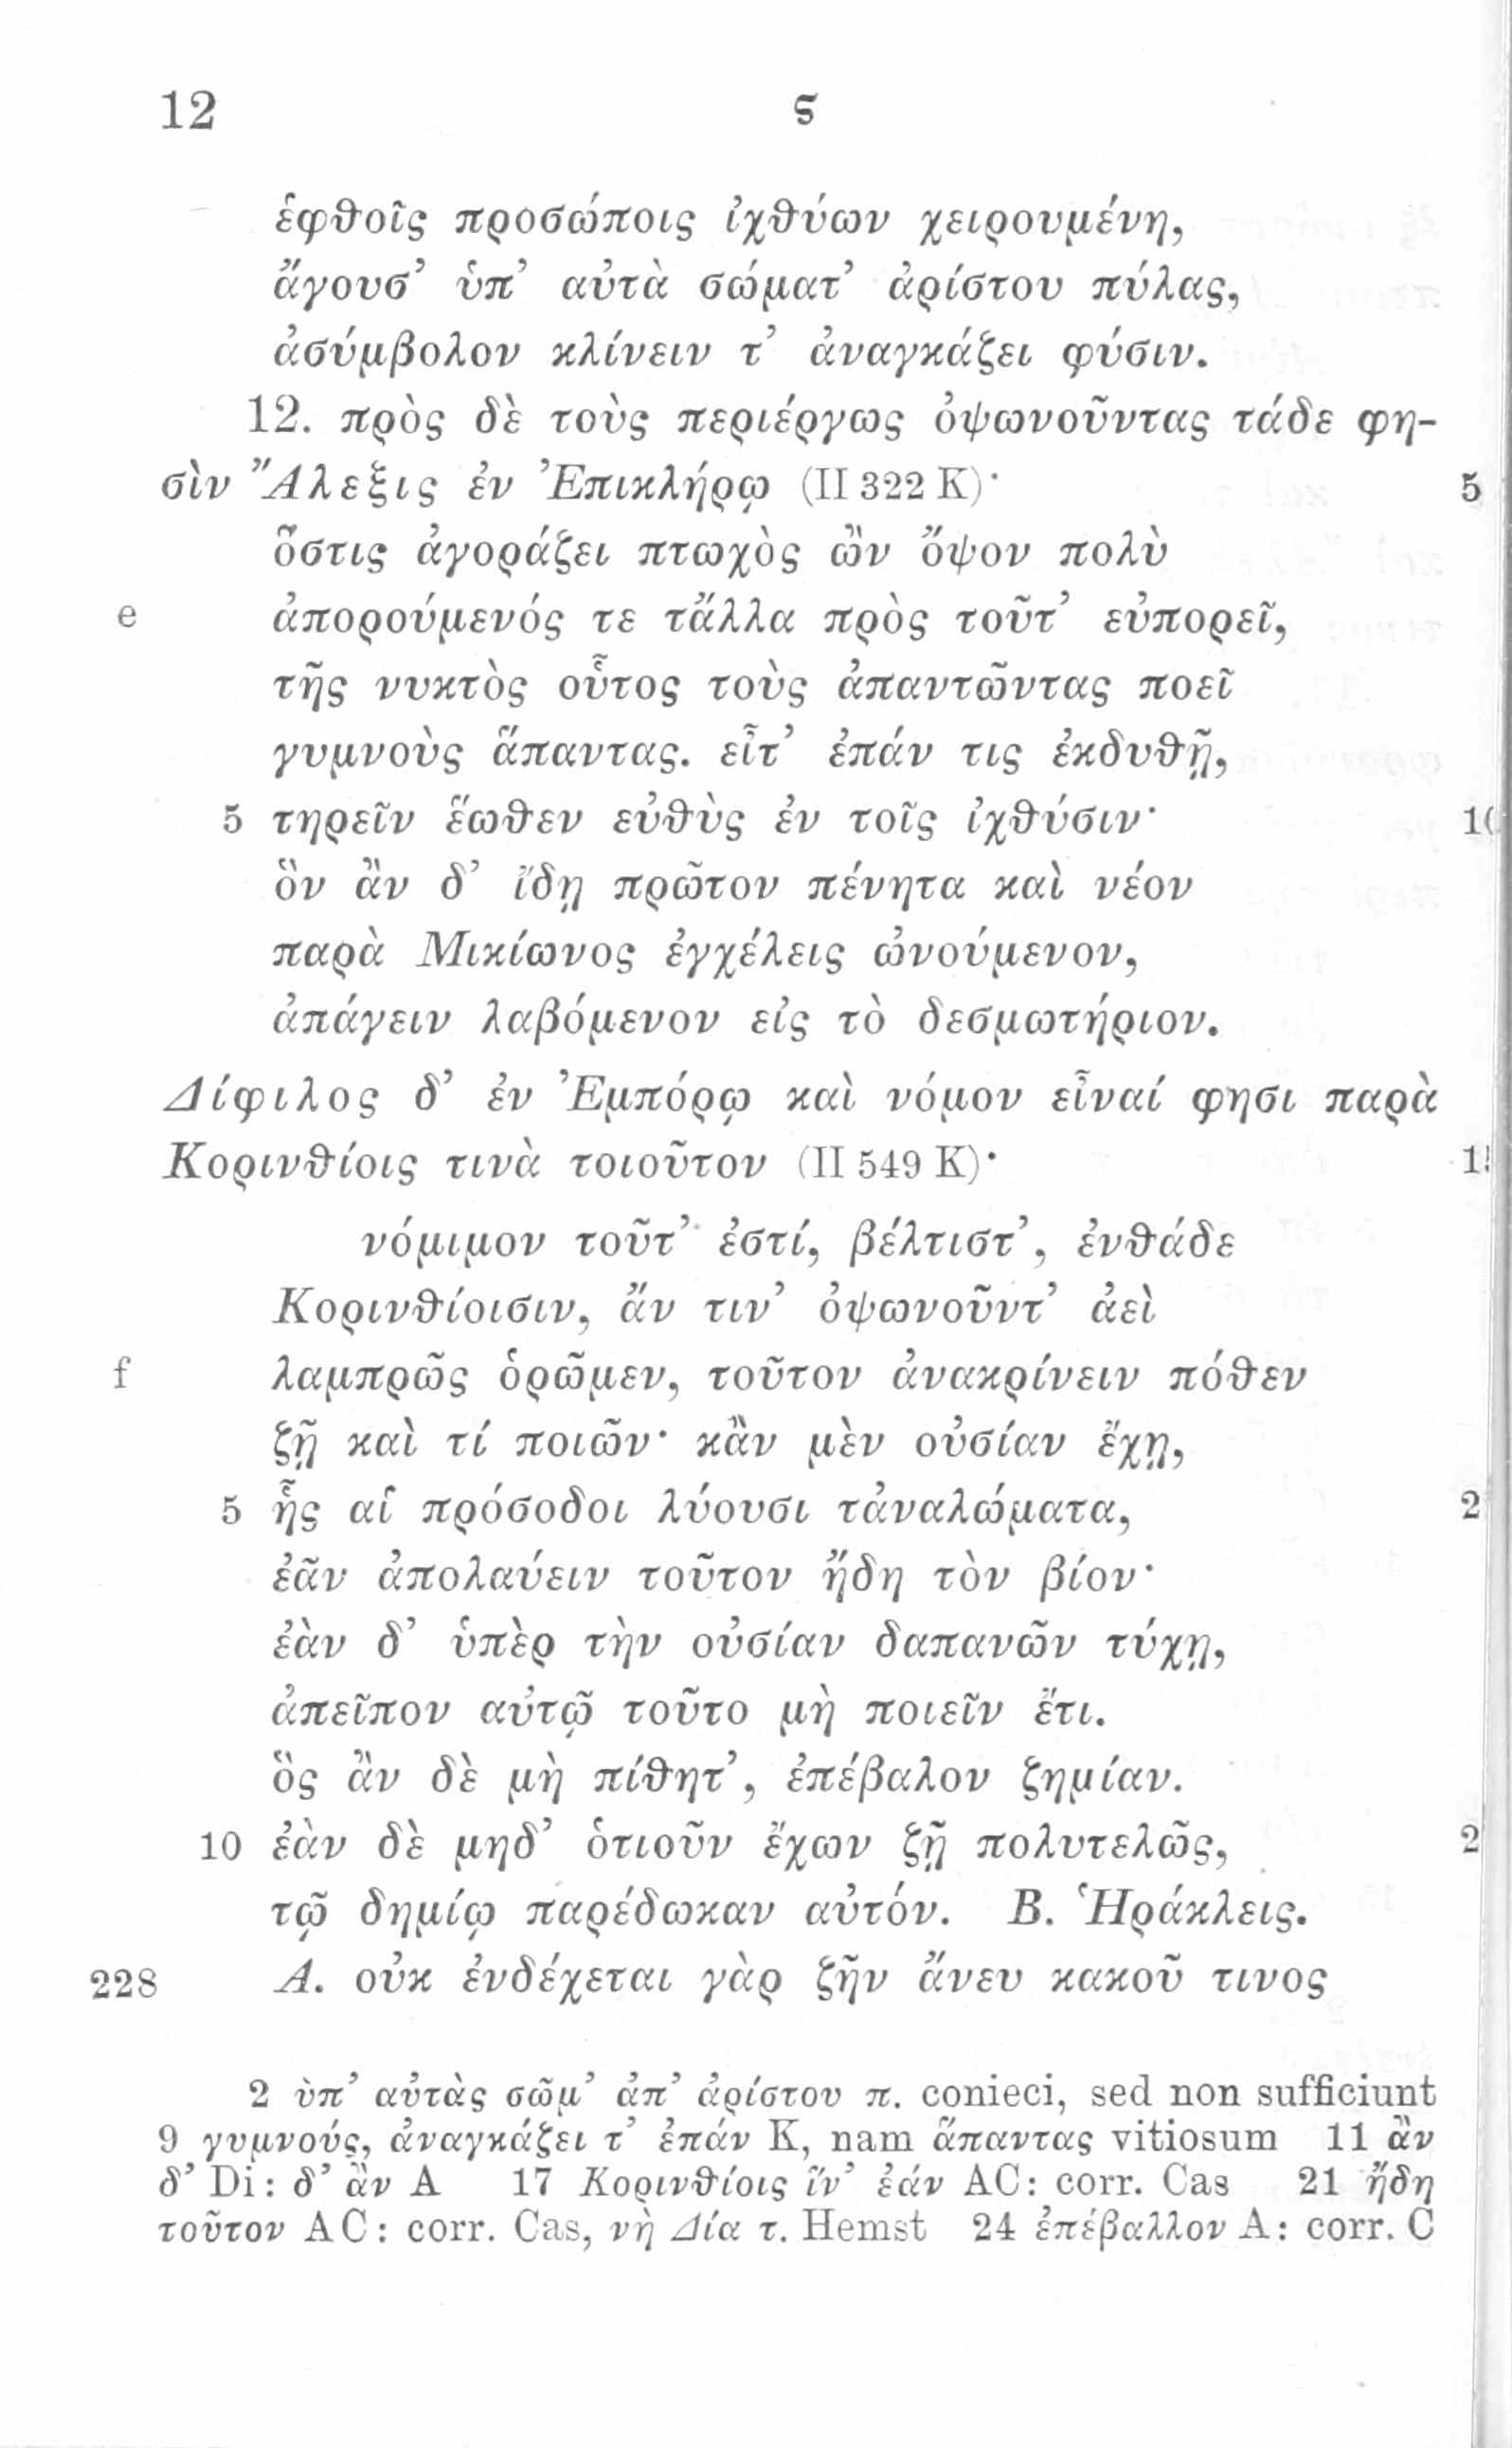 12 ϛ
ἑφθοῖς προσώποις ἰχθύων χειρουμένη,
ἄγουσ’ ὑπ’ αὐτὰ σώματ’ ἀρίστου πύλας,
ἀσύμβολον κλίνειν τ’ ἀναγκάζει φύσιν.
12. πρὸς δὲ τοὺς περιέργως ὀψωνοῦντας τάδε φη-
σὶν Ἄλεξις ἐν Ἐπικλήρῳ (II 322 K)· 5
ὅστις ἀγοράζει πτωχὸς ὢν ὄψον πολὺ
e ἀπορούμενός τε τἄλλα πρὸς τοῦτ’ εὐπορεῖ,
τῆς νυκτὸς οὗτος τοὺς ἀπαντῶντας ποεῖ
γυμνοὺς ἅπαντας. εἶτ’ ἐπάν τις ἐκδυθῇ,
5 τηρεῖν ἕωθεν εὐθὺς ἐν τοῖς ἰχθύσιν· 10
ὃν ἂν δ’ ἴδῃ πρῶτον πένητα καὶ νέον
παρὰ Μικίωνος ἐγχέλεις ὠνούμενον,
ἀπάγειν λαβόμενον εἰς τὸ δεσμωτήριον.
Δίφιλος δ’ ἐν Ἐμπόρῳ καὶ νόμον εἶναί φησι παρὰ
Κορινθίοις τινὰ τοιοῦτον (II 549 K)· 15
νόμιμον τοῦτ’ ἐστί, βέλτιστ’, ἐνθάδε
Κορινθίοισιν, ἄν τιν’ ὀψωνοῦντ’ ἀεὶ
f λαμπρῶς ὁρῶμεν, τοῦτον ἀνακρίνειν πόθεν
ζῇ καὶ τί ποιῶν· κἂν μὲν οὐσίαν ἔχῃ,
5 ἧς αἱ πρόσοδοι λύουσι τἀναλώματα, 2
ἐᾶν ἀπολαύειν τοῦτον ἤδη τὸν βίον·
ἐὰν δ’ ὑπὲρ τὴν οὐσίαν δαπανῶν τύχῃ,
ἀπεῖπον αὐτῷ τοῦτο μὴ ποιεῖν ἔτι.
ὃς ἂν δὲ μὴ πίθητ’, ἐπέβαλον ζημίαν.
10 ἐὰν δὲ μηδ’ ὁτιοῦν ἔχων ζῇ πολυτελῶς, 2
τῷ δημίῳ παρέδωκαν αὐτόν. Β. Ἡράκλεις.
228 Α. οὐκ ἐνδέχεται γὰρ ζῆν ἄνευ κακοῦ τινος
2 ὑπ’ αὐτὰς σῶμ’ ἀπ’ ἀρίστου π. conieci, sed non sufficiunt
9 γυμνούς, ἀναγκάζει τ’ ἐπάν K, nam ἅπαντας vitiosum 11 ἂν
δ’ Di: δ’ ἂν A 17 Κορινθίοις ἵν’ ἐάν AC: corr. Cas 21 ἤδη
τοῦτον AC: corr. Cas, νὴ Δία τ. Hemst 24 ἐπέβαλλον A: corr. C